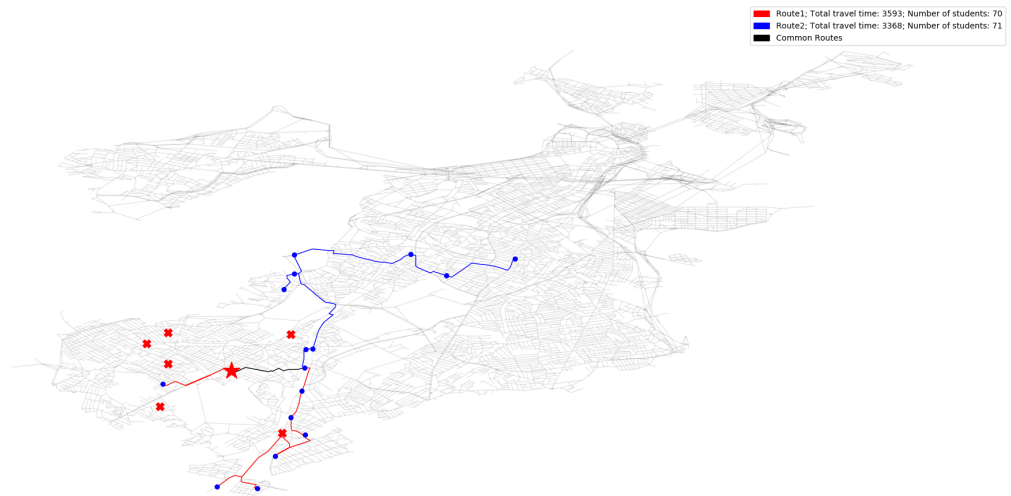 Route1; Total travel time: 3593; Number of students: 70
Route2; Total travel time: 3368; Number of students: 71
Common Routes